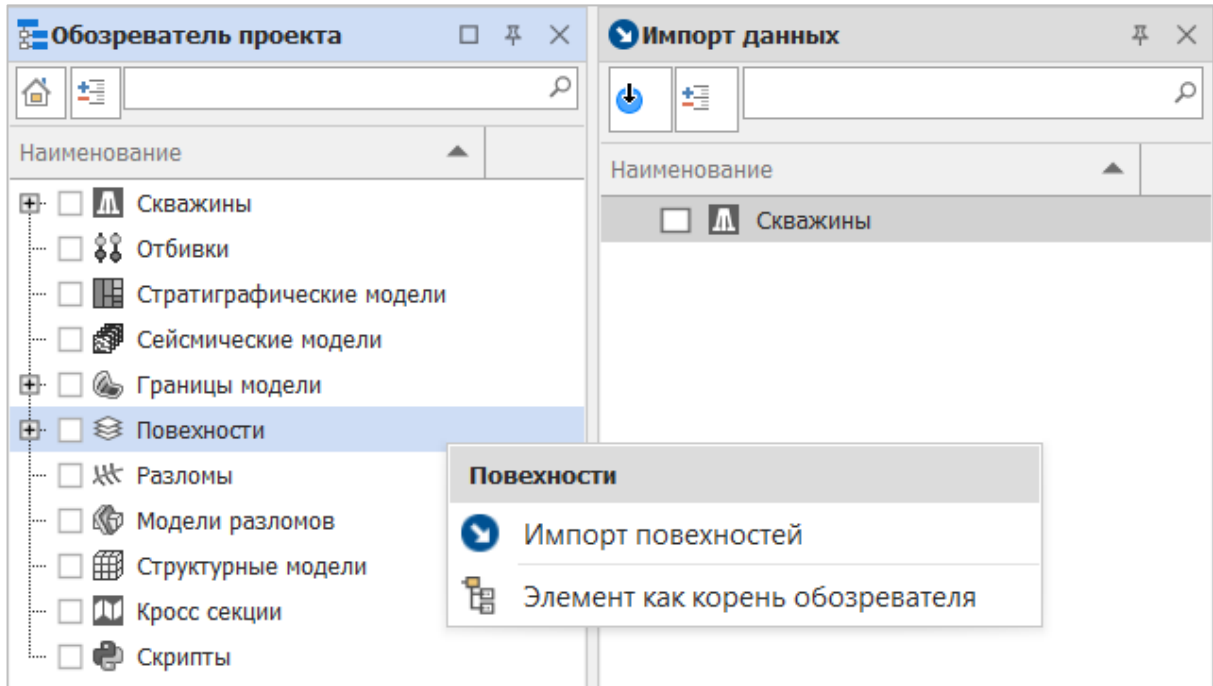 Обозреватель проекта
Наименование
Скважины
Отбивки
Стратиграфические модели
Сейсмические модели
Границы модели
Повехности
Разломы
Модели разломов
Структурные модели
Кросс секции
Скрипты
Импорт данных
Наименование
Скважины
Повехности
Импорт повехностей
Элемент как корень обозревателя